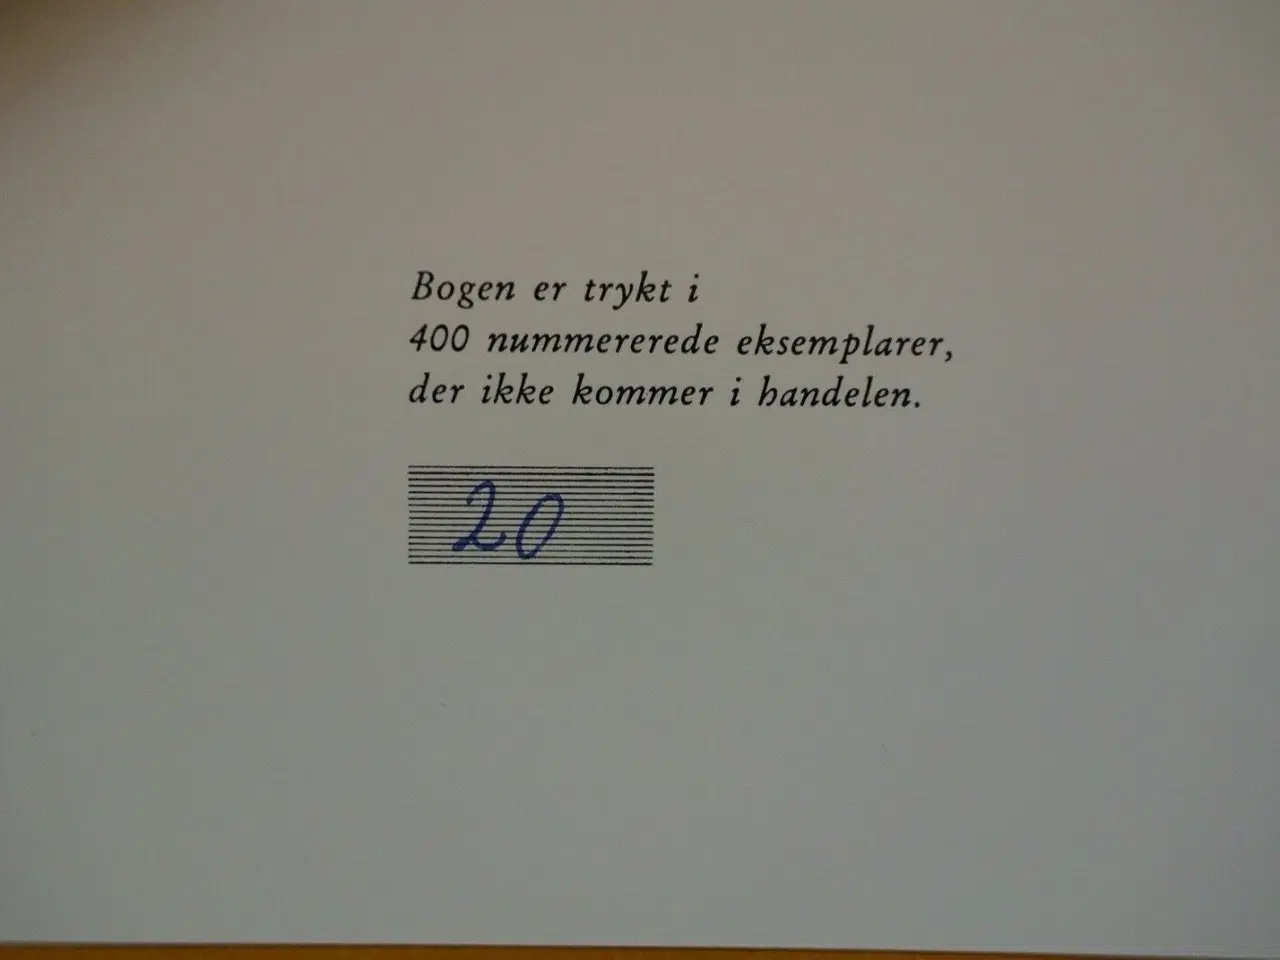 Bogen er trykt i
400 nummererede eksemplarer,
der ikke kommer i handelen.
20